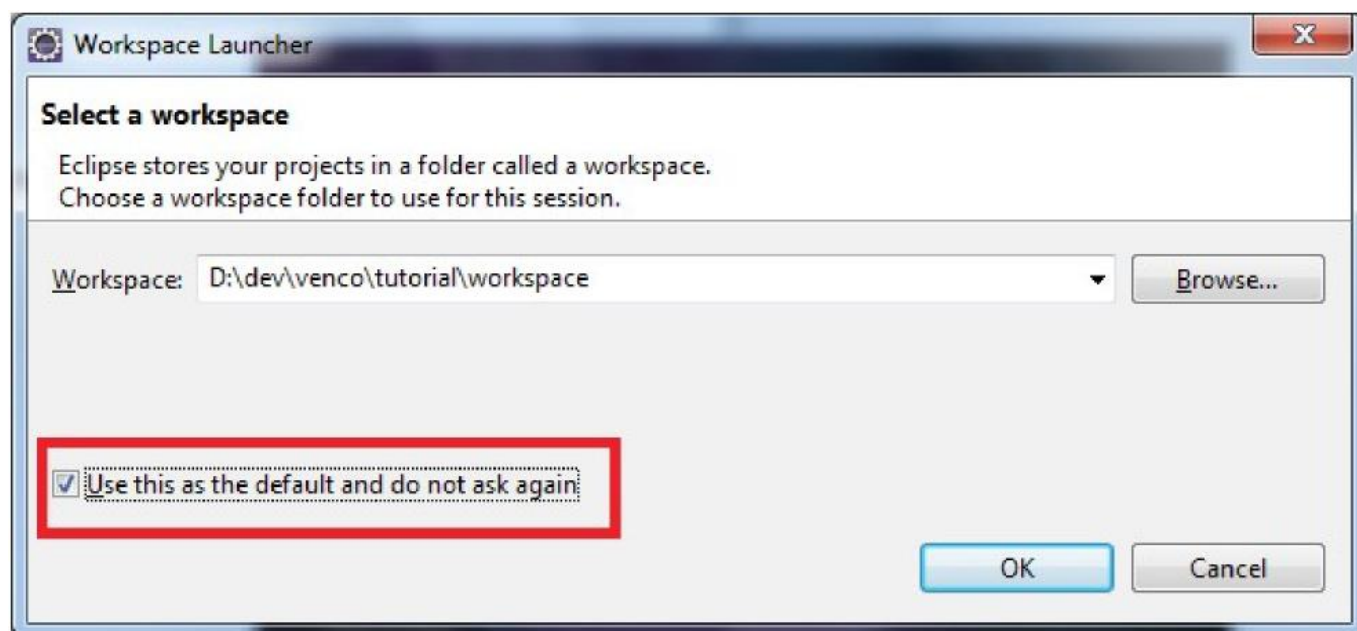 Workspace Launcher
Select a workspace
Eclipse stores your projects in a folder called a workspace.
Choose a workspace folder to use for this session.
Workspace: D:\dev\venco\tutorial\workspace Browse...
Use this as the default and do not ask again
OK Cancel